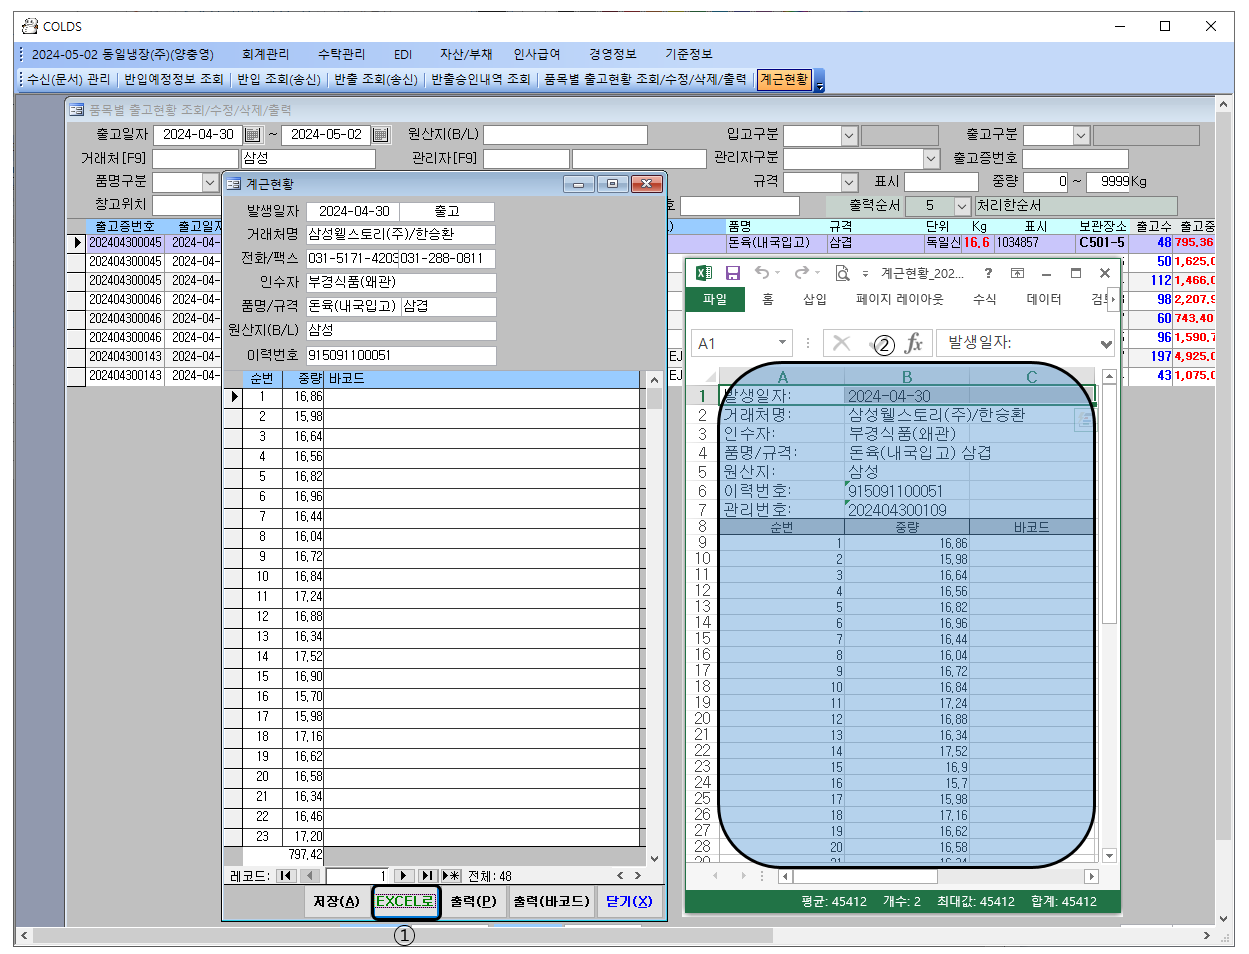 COLDS
2024-05-02 동일냉장(주)(양충영) 회계관리 수탁관리 EDI 자산/부채 인사급여 경영정보 기준정보
수신(문서) 관리 반입예정정보 조회 반입 조회(송신) 반출 조회(송신) 반출승인내역 조회 품목별 출고현황 조회/수정/삭제/출력 계근현황
품목별 출고현황 조회/수정/삭제/출력
출고일자 2024-04-30 ~ 2024-05-02 원산지(B/L) 입고구분 출고구분
거래처[F9] 삼성 관리자[F9] 관리자구분 출고증번호
품명구분 규격 표시 중량 0 ~ 9999Kg
창고위치 출력순서 5 처리한순서
출고증번호 출고일자 품명 규격 단위 Kg 표시 보관장소 출고수 출고중
202404300045 2024-04- 돈육(내국입고) 삼겹 독일신 16.6 1034857 C501-5 48 795.36
202404300045 2024-04- 50 1,625.0
202404300045 2024-04- 112 1,466.0
202404300046 2024-04- 98 2,207.9
202404300046 2024-04- 60 743.40
202404300046 2024-04- 96 1,590.7
202404300143 2024-04- EJ 197 4,925.0
202404300143 2024-04- EJ 43 1,075.0
계근현황
발생일자 2024-04-30 출고
거래처명 삼성웰스토리(주)/한승환
전화/팩스 031-5171-4203 031-288-0811
인수자 부경식품(왜관)
품명/규격 돈육(내국입고) 삼겹
원산지(B/L) 삼성
이력번호 915091100051
순번 중량 바코드
1 16.86
2 15.98
3 16.64
4 16.56
5 16.82
6 16.96
7 16.44
8 16.04
9 16.72
10 16.84
11 17.24
12 16.88
13 16.34
14 17.52
15 16.90
16 15.70
17 15.98
18 17.16
19 16.62
20 16.58
21 16.34
22 16.46
23 17.20
797.42
레코드: 1 전체: 48
저장(A) EXCEL로 출력(P) 출력(바코드) 닫기(X)
①
계근현황_202... ?
파일 홈 삽입 페이지 레이아웃 수식 데이터 검토
A1 ② fx 발생일자:
A B C
1 발생일자: 2024-04-30
2 거래처명: 삼성웰스토리(주)/한승환
3 인수자: 부경식품(왜관)
4 품명/규격: 돈육(내국입고) 삼겹
5 원산지: 삼성
6 이력번호: 915091100051
7 관리번호: 202404300109
8 순번 중량 바코드
9 1 16.86
10 2 15.98
11 3 16.64
12 4 16.56
13 5 16.82
14 6 16.96
15 7 16.44
16 8 16.04
17 9 16.72
18 10 16.84
19 11 17.24
20 12 16.88
21 13 16.34
22 14 17.52
23 15 16.9
24 16 15.7
25 17 15.98
26 18 17.16
27 19 16.62
28 20 16.58
29 21 16.34
평균: 45412 개수: 2 최대값: 45412 합계: 45412